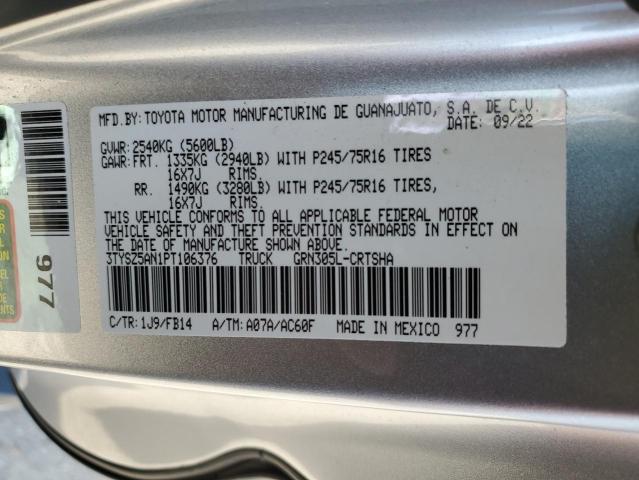 MFD.BY:TOYOTA MOTOR MANUFACTURING DE GUANAJUATO, S.A. DE C.V.
DATE: 09/22
GVWR: 2540KG (5600LB)
GAWR: FRT. 1335KG (2940LB) WITH P245/75R16 TIRES
16X7J RIMS.
RR. 1490KG (3280LB) WITH P245/75R16 TIRES,
16X7J RIMS.
THIS VEHICLE CONFORMS TO ALL APPLICABLE FEDERAL MOTOR
VEHICLE SAFETY AND THEFT PREVENTION STANDARDS IN EFFECT ON
THE DATE OF MANUFACTURE SHOWN ABOVE.
3TYSZ5AN1PT106376 TRUCK GRN305L-CRTSHA
C/TR:1J9/FB14 A/TM: A07A/AC60F MADE IN MEXICO 977
977